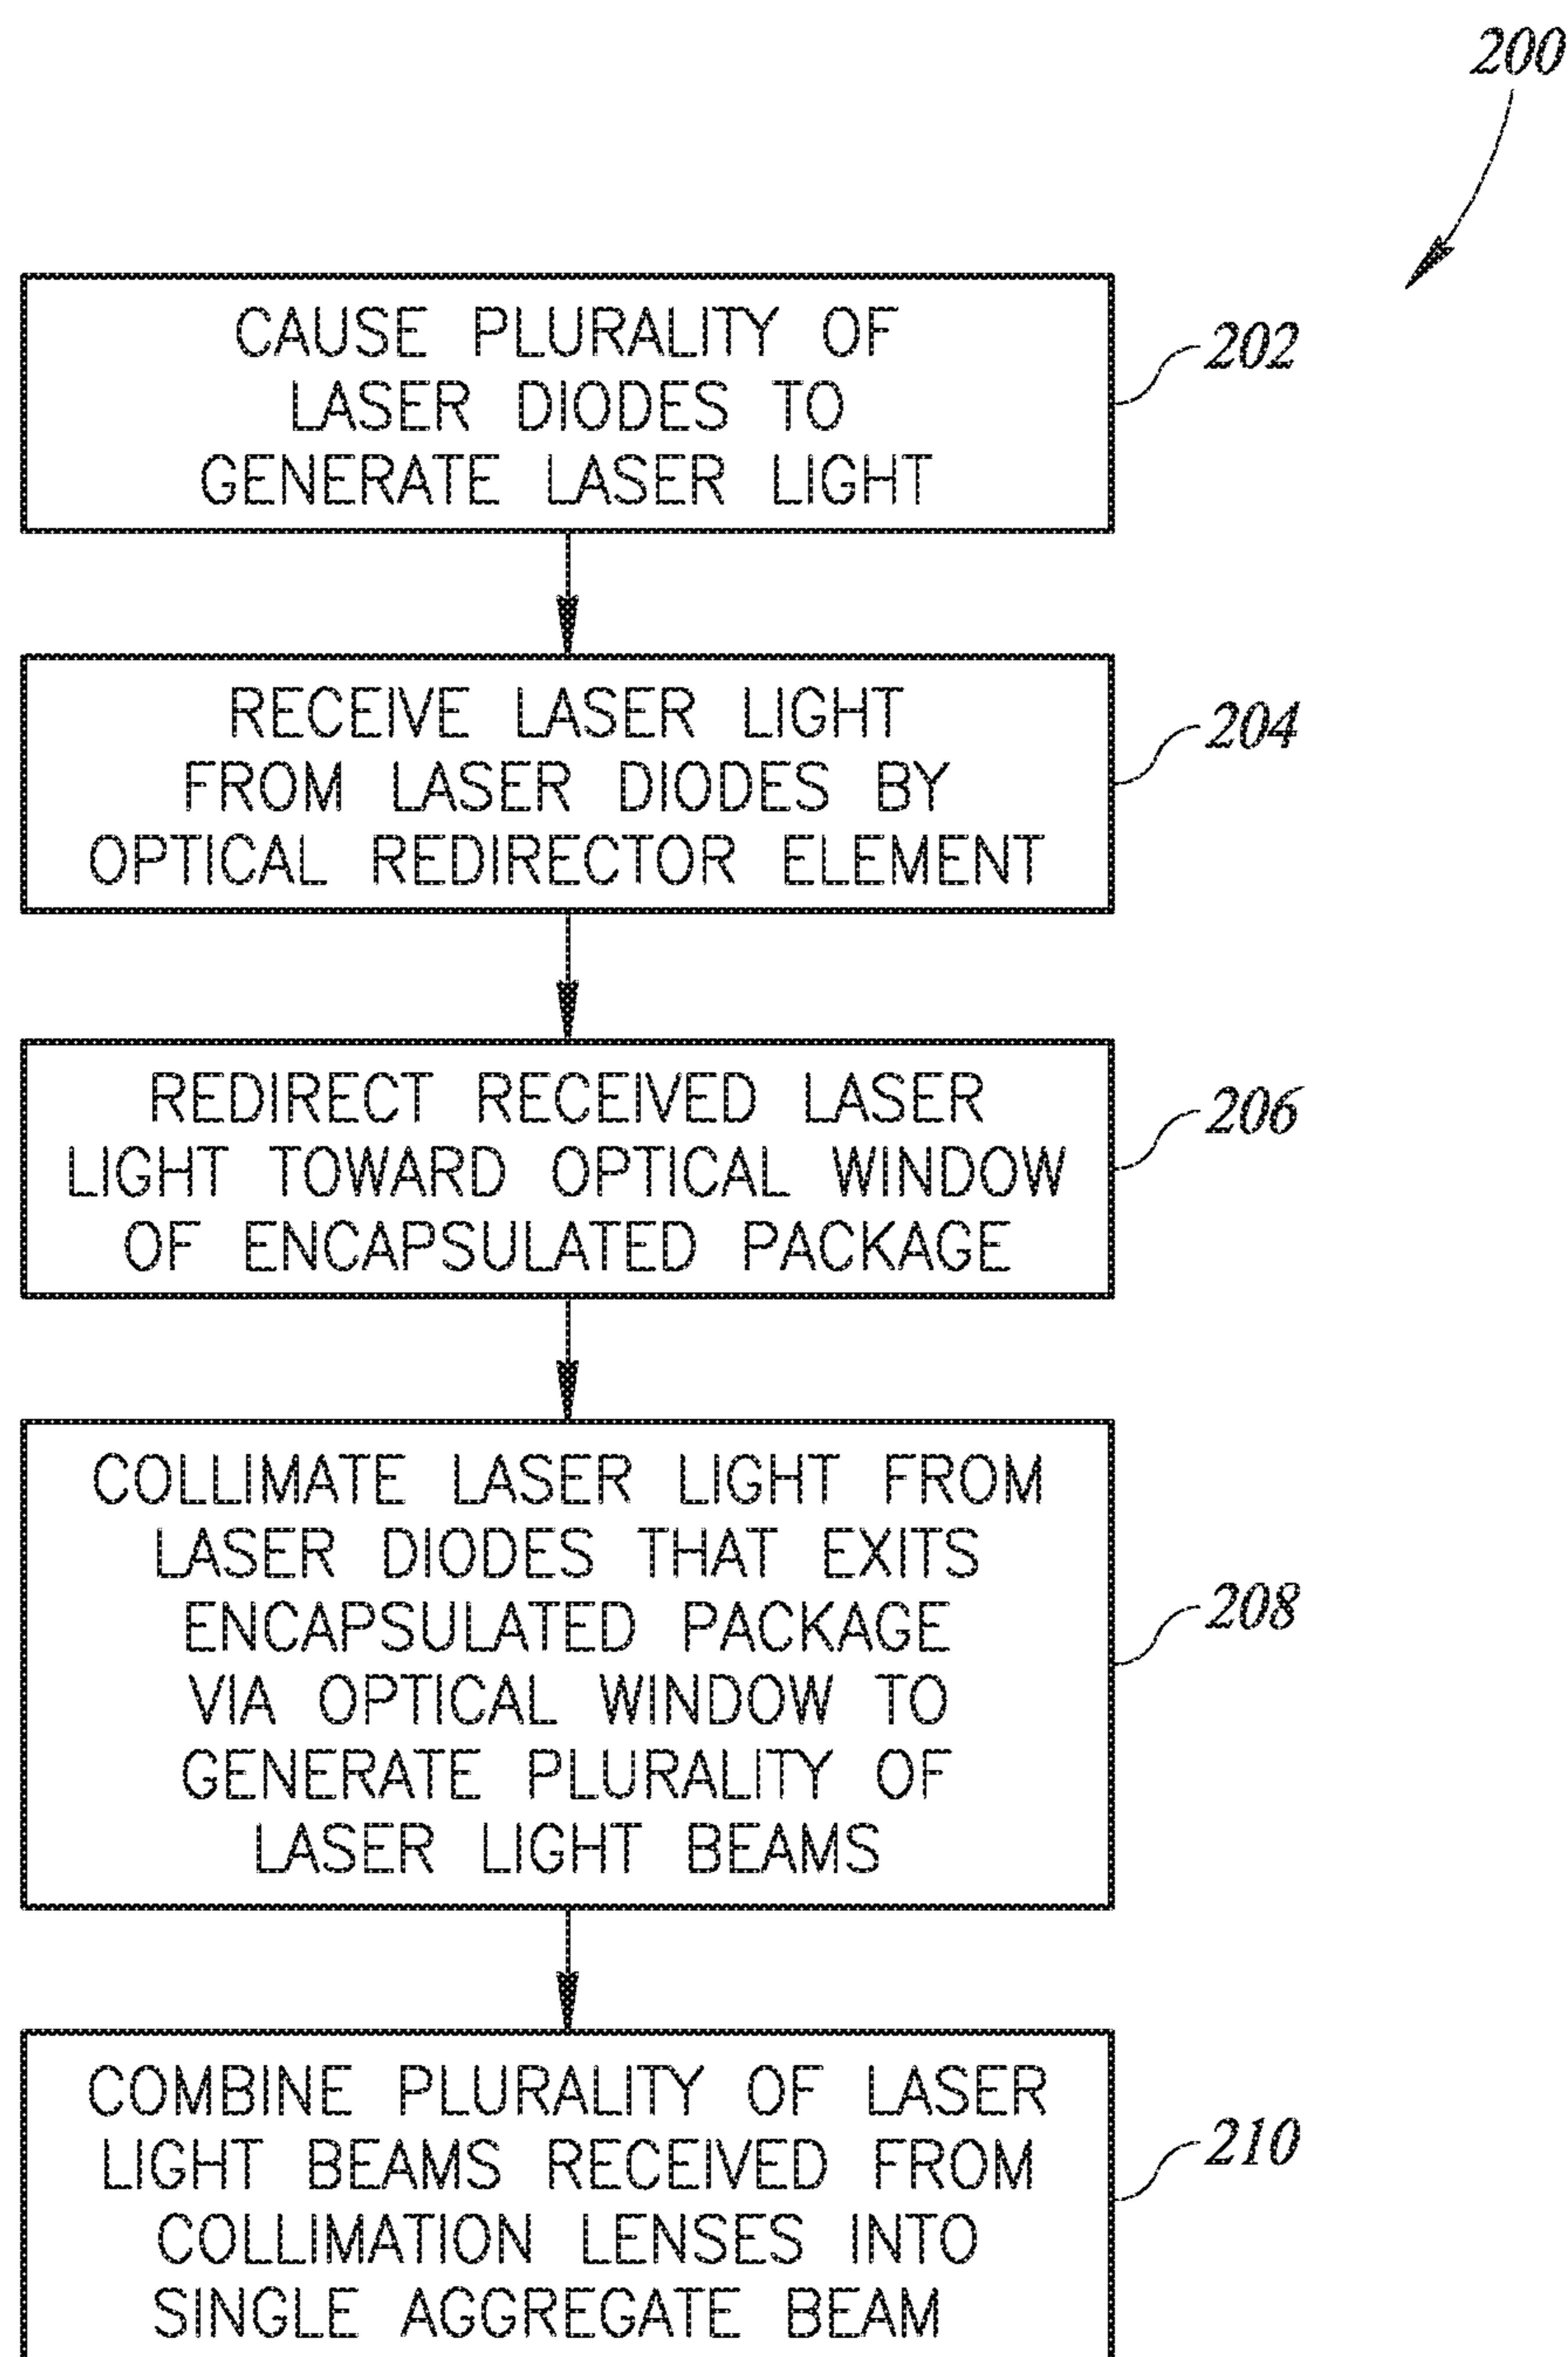 200
CAUSE PLURALITY OF
LASER DIODES TO
GENERATE LASER LIGHT
202
RECEIVE LASER LIGHT
FROM LASER DIODES BY
OPTICAL REDIRECTOR ELEMENT
204
REDIRECT RECEIVED LASER
LIGHT TOWARD OPTICAL WINDOW
OF ENCAPSULATED PACKAGE
206
COLLIMATE LASER LIGHT FROM
LASER DIODES THAT EXITS
ENCAPSULATED PACKAGE
VIA OPTICAL WINDOW TO
GENERATE PLURALITY OF
LASER LIGHT BEAMS
208
COMBINE PLURALITY OF LASER
LIGHT BEAMS RECEIVED FROM
COLLIMATION LENSES INTO
SINGLE AGGREGATE BEAM
210